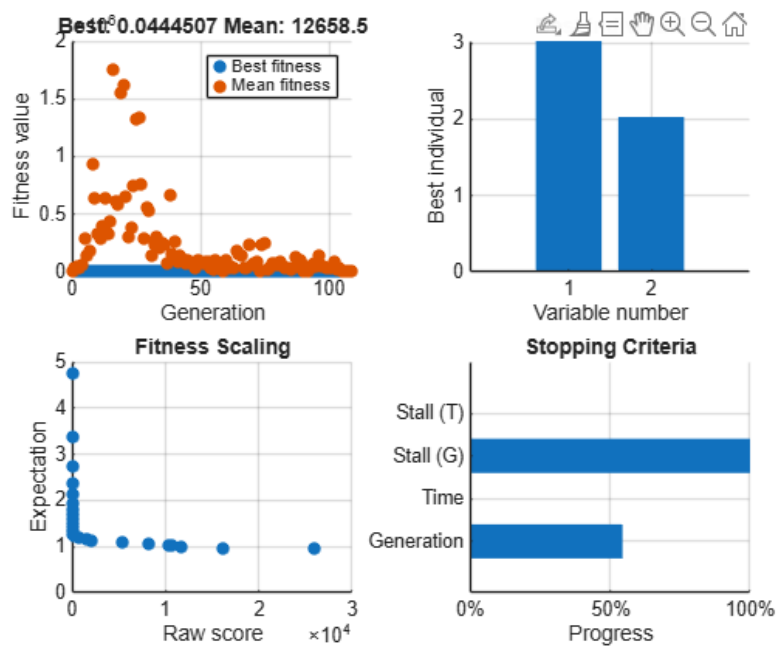 Best: 0.0444507 Mean: 12658.5
2
1.5
1
0.5
0
Fitness value
Best fitness
Mean fitness
0 50 100
Generation
3
2
1
0
Best individual
1 2
Variable number
Fitness Scaling
5
4
3
2
1
0
Expectation
0 1 2 3
Raw score ×10⁴
Stopping Criteria
Stall (T)
Stall (G)
Time
Generation
0% 50% 100%
Progress